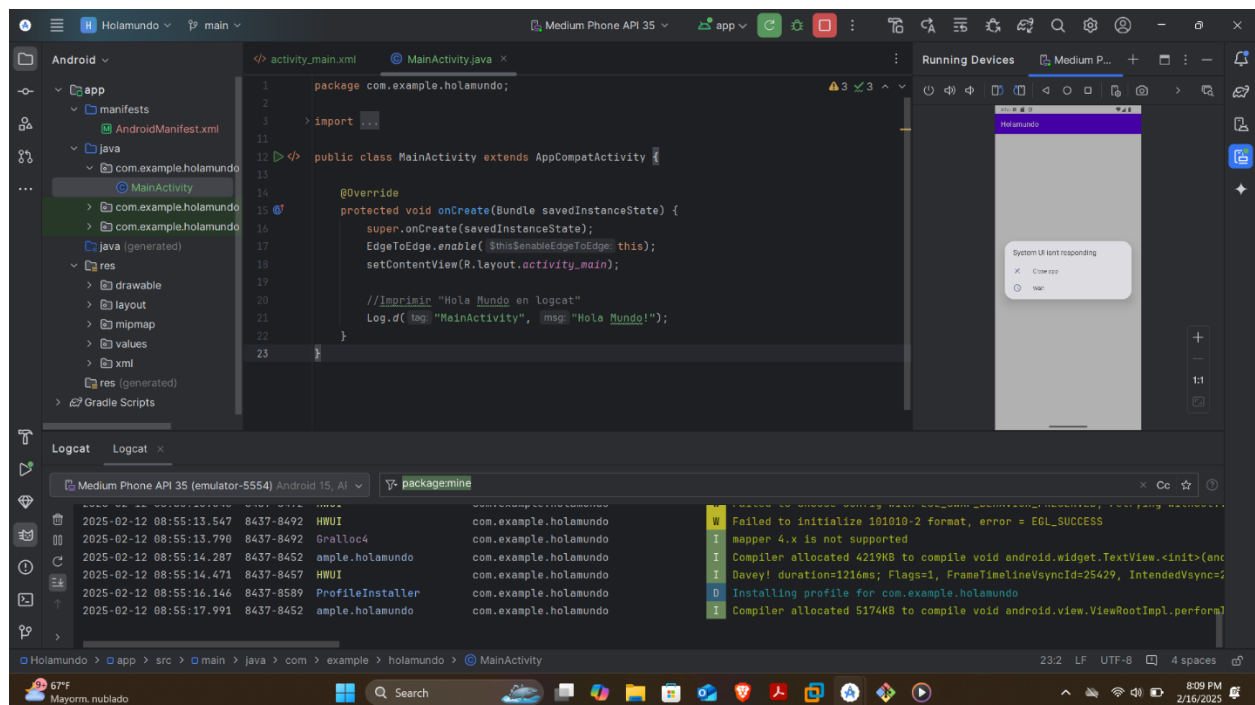 Holamundo main
Medium Phone API 35 app
Android
activity_main.xml MainActivity.java
Running Devices Medium P...
app
manifests
AndroidManifest.xml
java
com.example.holamundo
MainActivity
com.example.holamundo
com.example.holamundo
java (generated)
res
drawable
layout
mipmap
values
xml
res (generated)
Gradle Scripts
3 3
1 package com.example.holamundo;
2
3 import ...
11
12 public class MainActivity extends AppCompatActivity {
13
14 @Override
15 protected void onCreate(Bundle savedInstanceState) {
16 super.onCreate(savedInstanceState);
17 EdgeToEdge.enable( $this$enableEdgeToEdge: this);
18 setContentView(R.layout.activity_main);
19
20 //Imprimir "Hola Mundo en logcat"
21 Log.d( tag: "MainActivity", msg: "Hola Mundo!");
22 }
23 }
Holamundo
System UI isn't responding
Close app
Wait
1:1
Logcat Logcat
Medium Phone API 35 (emulator-5554) Android 15, AF
package:mine
Cc
2025-02-12 08:55:13.547 8437-8492 HWUI com.example.holamundo W Failed to initialize 101010-2 format, error = EGL_SUCCESS
2025-02-12 08:55:13.790 8437-8492 Gralloc4 com.example.holamundo I mapper 4.x is not supported
2025-02-12 08:55:14.287 8437-8452 ample.holamundo com.example.holamundo I Compiler allocated 4219KB to compile void android.widget.TextView.<init>(and
2025-02-12 08:55:14.471 8437-8457 HWUI com.example.holamundo I Davey! duration=1216ms; Flags=1, FrameTimelineVsyncId=25429, IntendedVsync=2
2025-02-12 08:55:16.146 8437-8589 ProfileInstaller com.example.holamundo D Installing profile for com.example.holamundo
2025-02-12 08:55:17.991 8437-8452 ample.holamundo com.example.holamundo I Compiler allocated 5174KB to compile void android.view.ViewRootImpl.perform
Holamundo > app > src > main > java > com > example > holamundo > MainActivity
23:2 LF UTF-8 4 spaces
9+ 67°F
Mayorm. nublado
Search
8:09 PM
2/16/2025